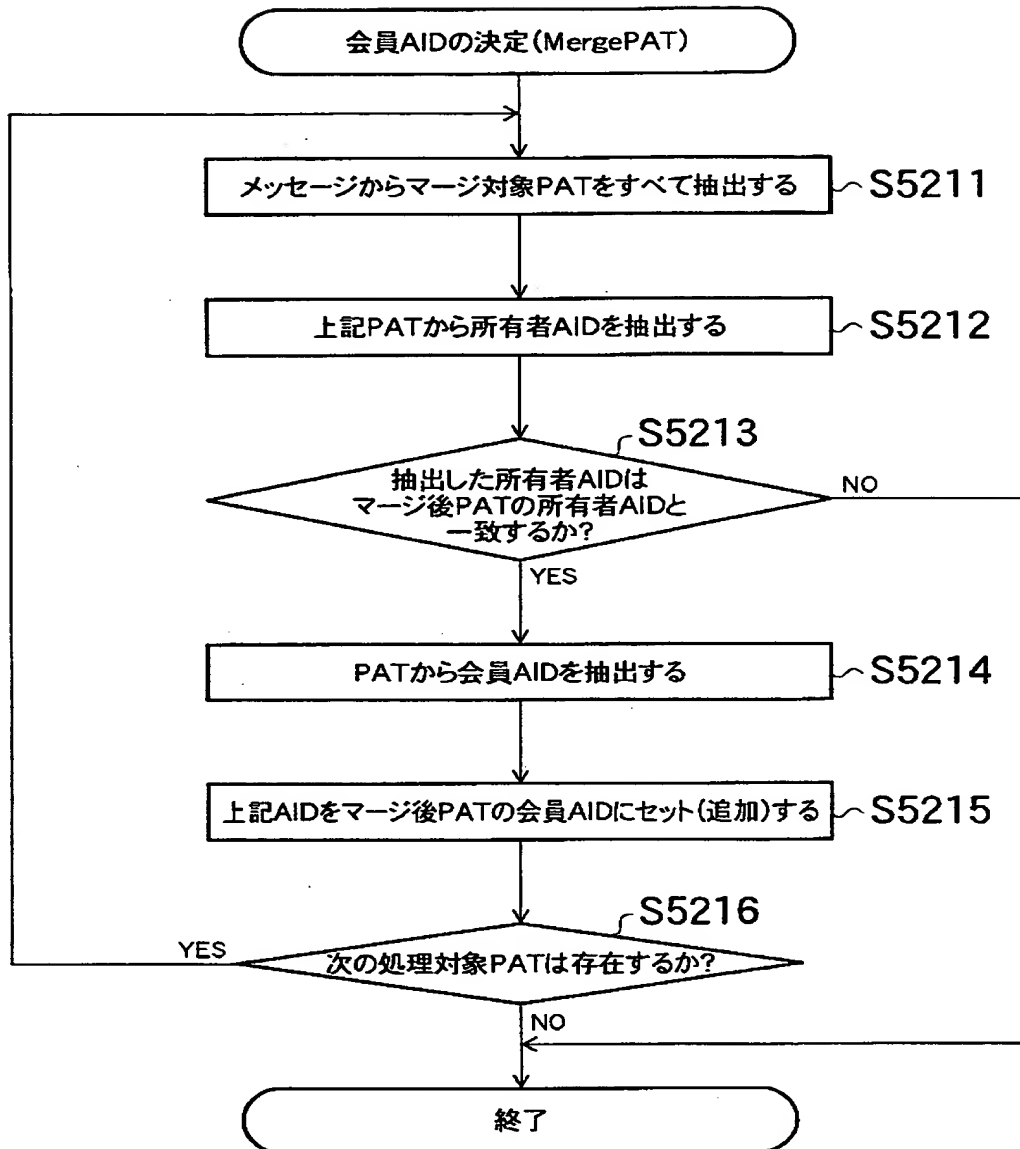 会員AIDの決定(MergePAT)
メッセージからマージ対象PATをすべて抽出する
S5211
上記PATから所有者AIDを抽出する
S5212
S5213
抽出した所有者AIDは
マージ後PATの所有者AIDと
一致するか?
NO
YES
PATから会員AIDを抽出する
S5214
上記AIDをマージ後PATの会員AIDにセット(追加)する
S5215
S5216
YES
次の処理対象PATは存在するか?
NO
終了